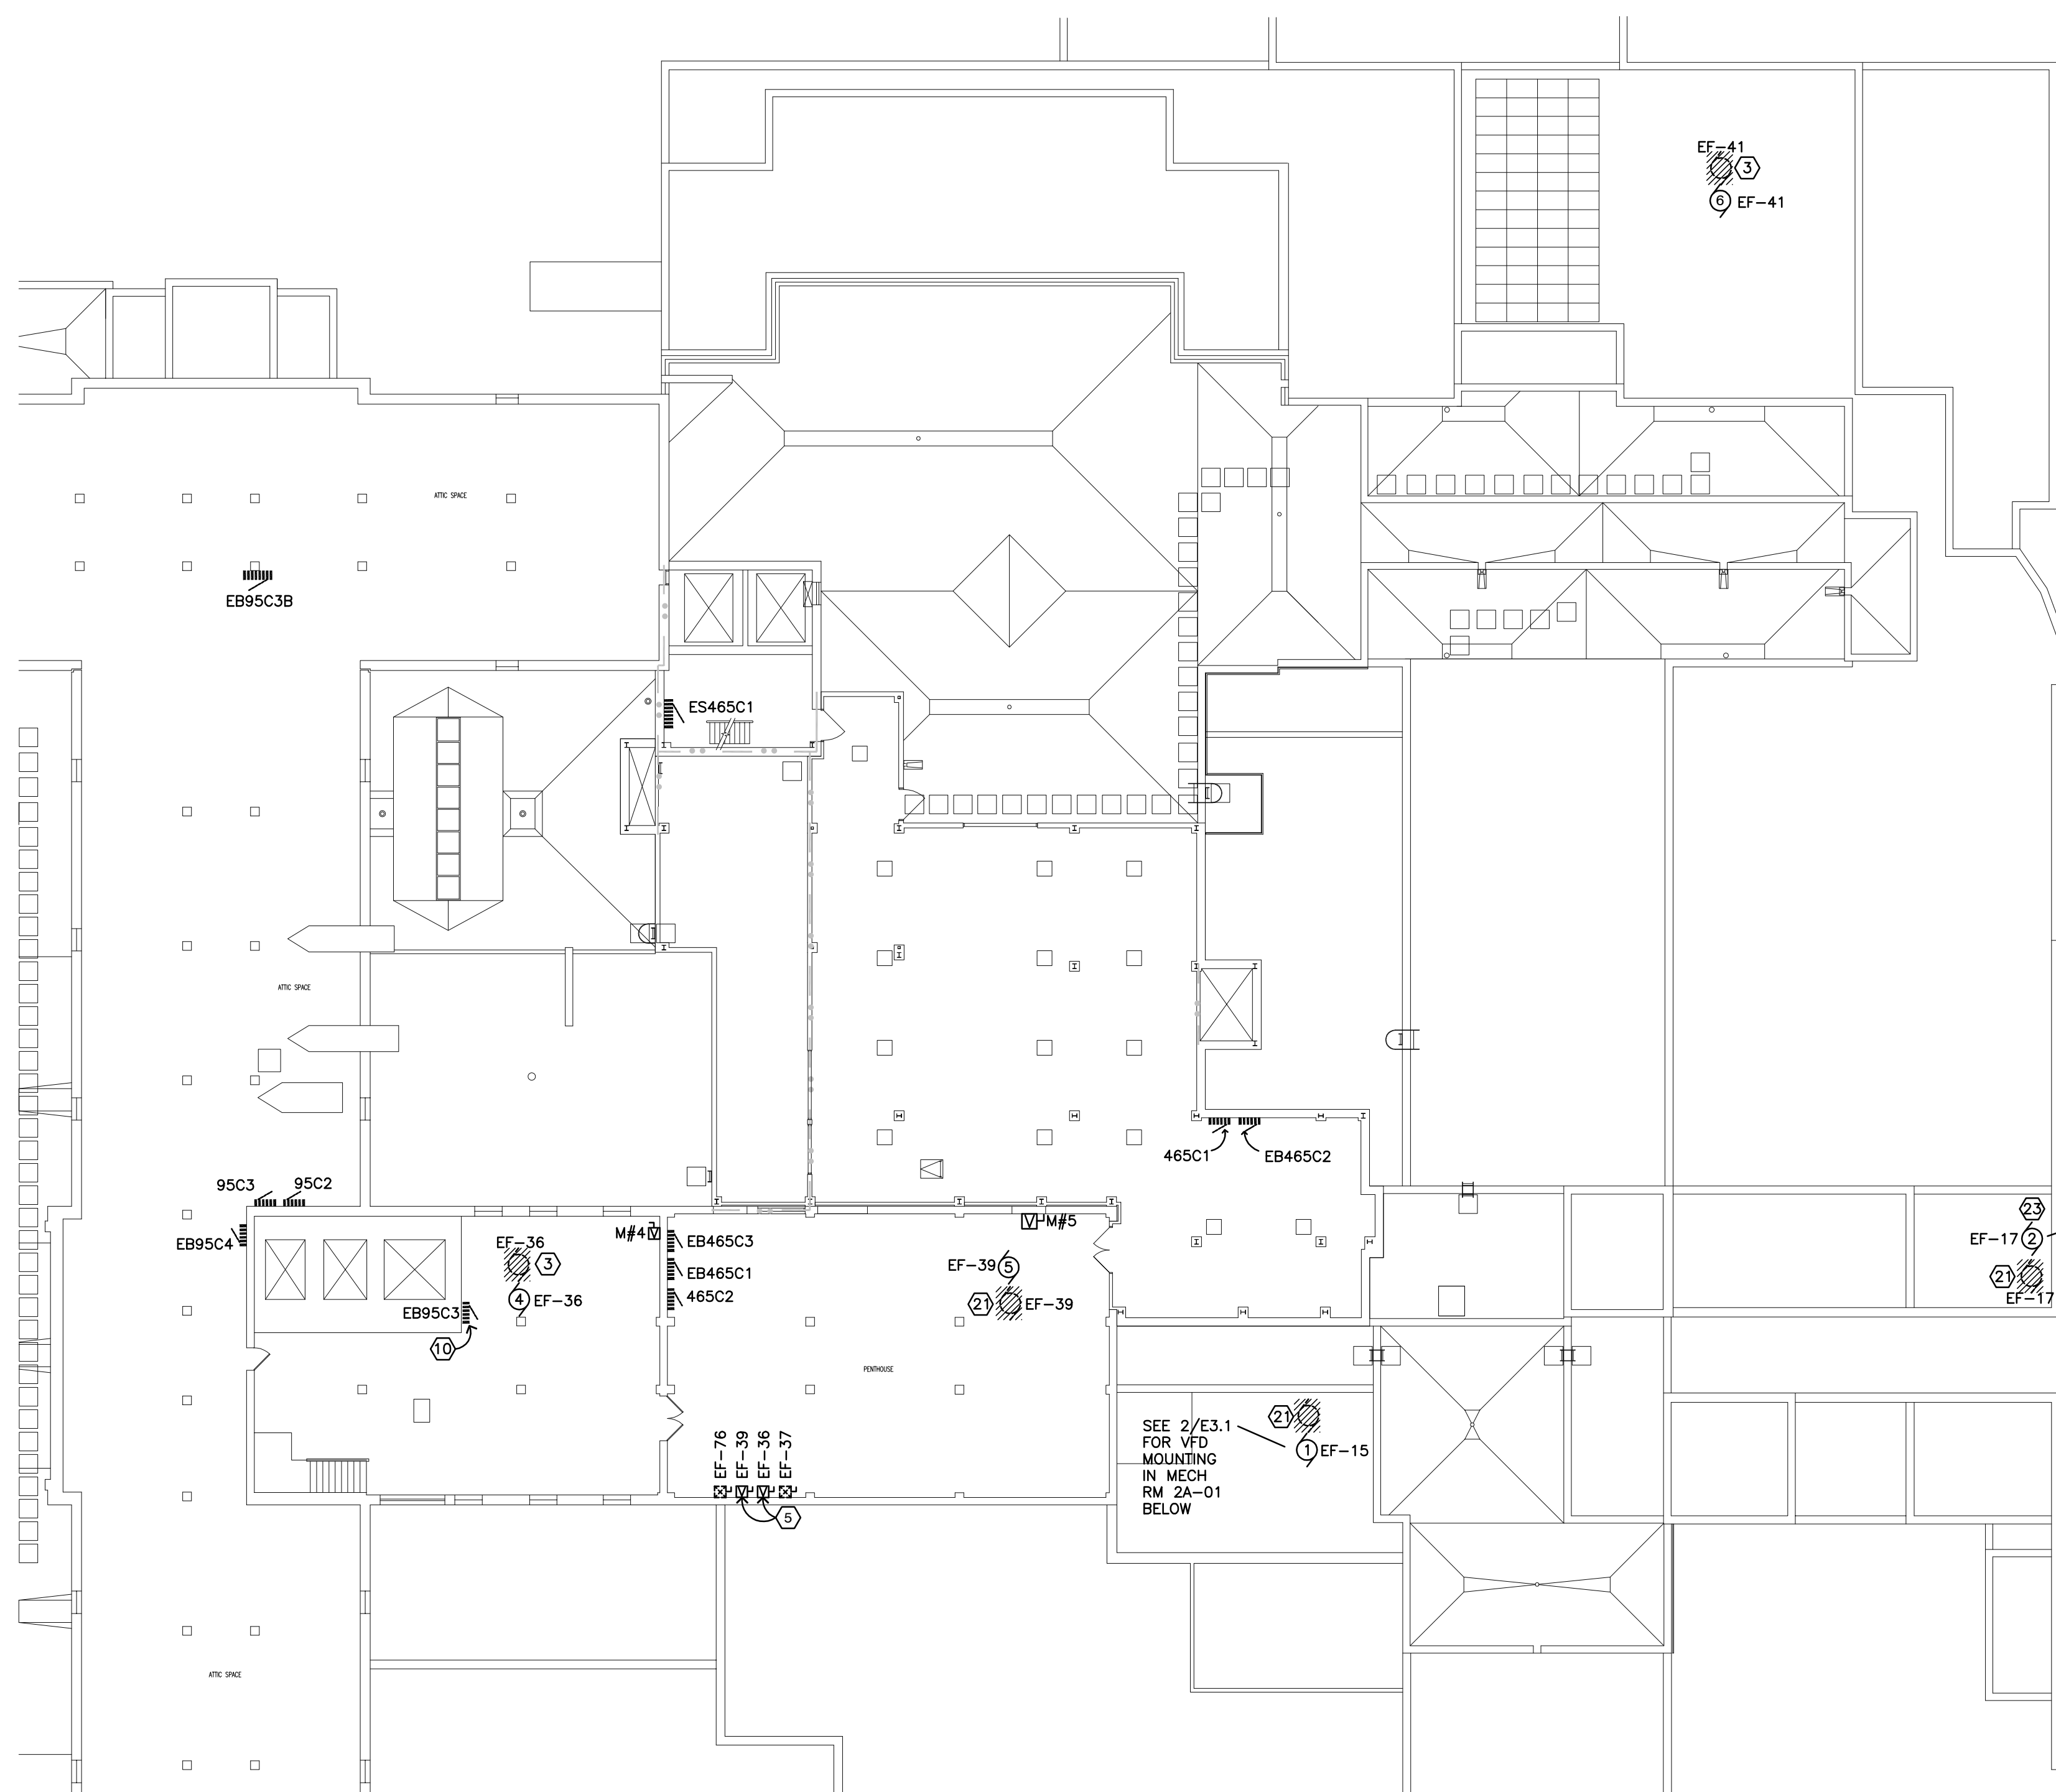 EF-41
3
6
EF-41
ATTIC SPACE
EB95C3B
ES465C1
ATTIC SPACE
465C1
EB465C2
95C3
95C2
EB95C4
M#4
M#5
EF-36
3
4
EF-36
EB95C3
10
EB465C3
EB465C1
465C2
EF-39
5
21
EF-39
23
EF-17
2
21
EF-17
PENTHOUSE
SEE 2/E3.1
FOR VFD
MOUNTING
IN MECH
RM 2A-01
BELOW
21
1
EF-15
EF-76
EF-39
EF-36
EF-37
5
ATTIC SPACE